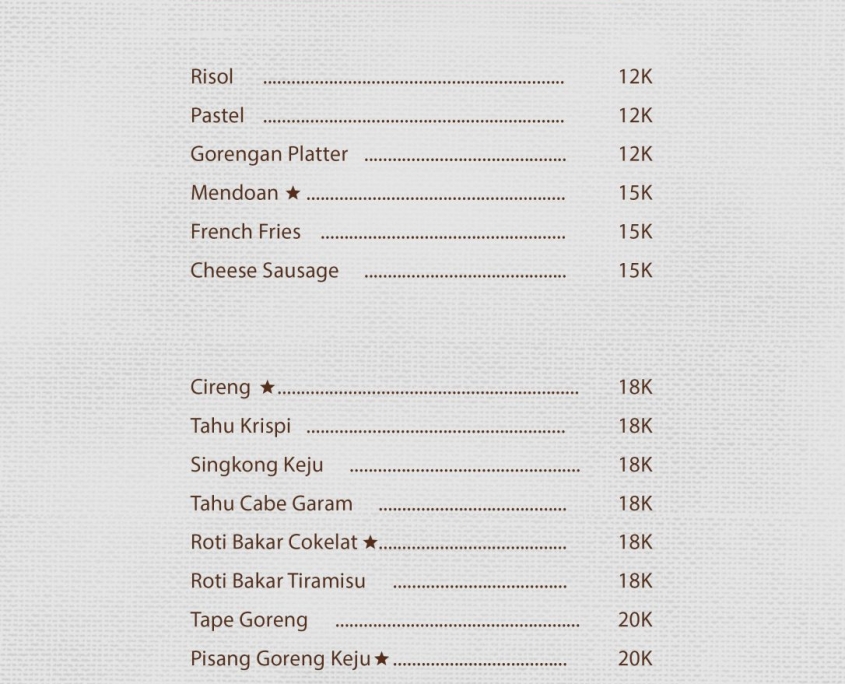 Risol ........................................................................ 12K
Pastel ........................................................................ 12K
Gorengan Platter ................................................ 12K
Mendoan ★ .............................................................. 15K
French Fries .......................................................... 15K
Cheese Sausage ................................................ 15K
Cireng ★ ........................................................................ 18K
Tahu Krispi .............................................................. 18K
Singkong Keju ....................................................... 18K
Tahu Cabe Garam ............................................. 18K
Roti Bakar Cokelat ★ ............................................. 18K
Roti Bakar Tiramisu .......................................... 18K
Tape Goreng .......................................................... 20K
Pisang Goreng Keju ★ .......................................... 20K